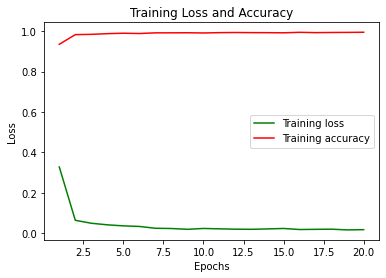 Training Loss and Accuracy
1.0
0.8
0.6
0.4
0.2
0.0
Loss
Training loss
Training accuracy
2.5 5.0 7.5 10.0 12.5 15.0 17.5 20.0
Epochs